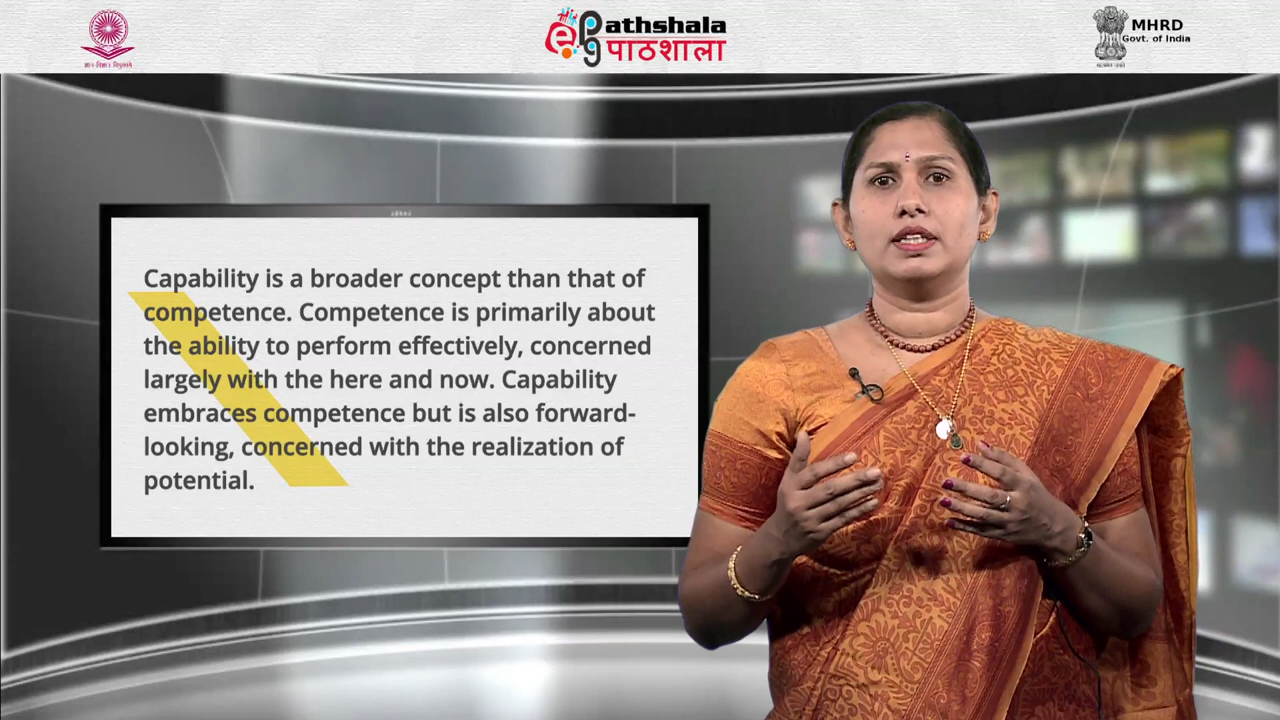 ePathshala
पाठशाला
MHRD
Govt. of India
Capability is a broader concept than that of
competence. Competence is primarily about
the ability to perform effectively, concerned
largely with the here and now. Capability
embraces competence but is also forward-
looking, concerned with the realization of
potential.